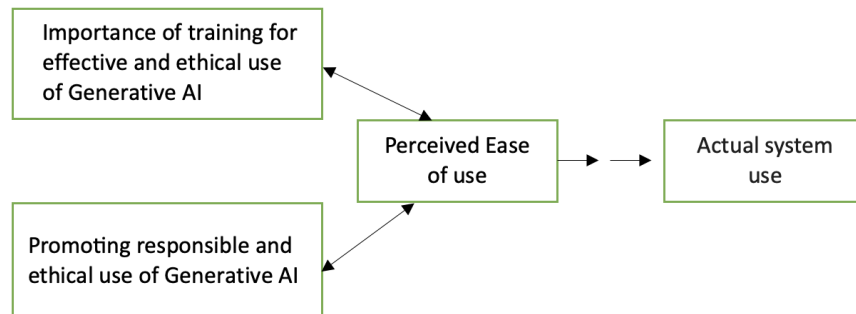 Importance of training for
effective and ethical use
of Generative AI
Perceived Ease
of use
Actual system
use
Promoting responsible and
ethical use of Generative AI